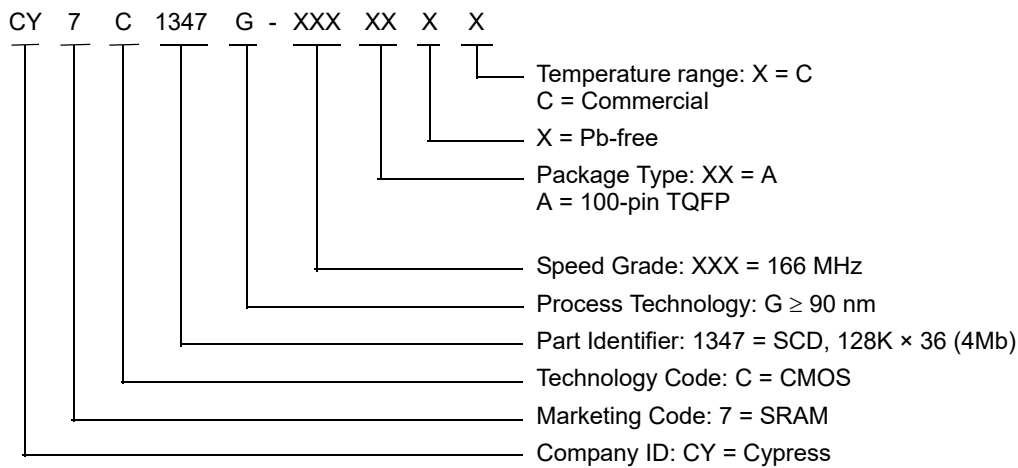 CY 7 C 1347 G - XXX XX X X
Temperature range: X = C
C = Commercial
X = Pb-free
Package Type: XX = A
A = 100-pin TQFP
Speed Grade: XXX = 166 MHz
Process Technology: G ≥ 90 nm
Part Identifier: 1347 = SCD, 128K × 36 (4Mb)
Technology Code: C = CMOS
Marketing Code: 7 = SRAM
Company ID: CY = Cypress